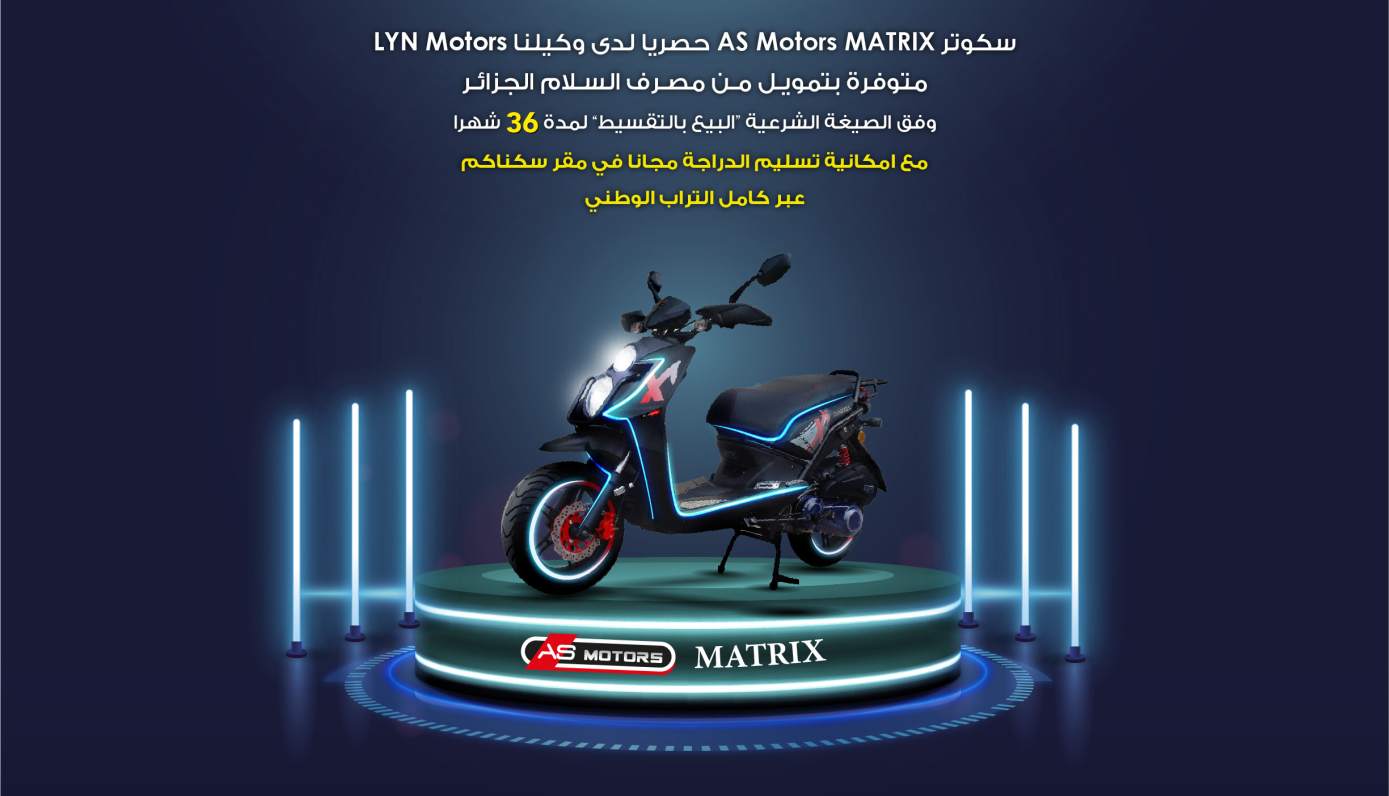 سكوتر AS Motors MATRIX حصريا لدى وكيلنا LYN Motors
متوفرة بتمويل من مصرف السلام الجزائر
وفق الصيغة الشرعية "البيع بالتقسيط" لمدة 36 شهرا
مع امكانية تسليم الدراجة مجانا في مقر سكناكم
عبر كامل التراب الوطني
X
AS MOTORS MATRIX